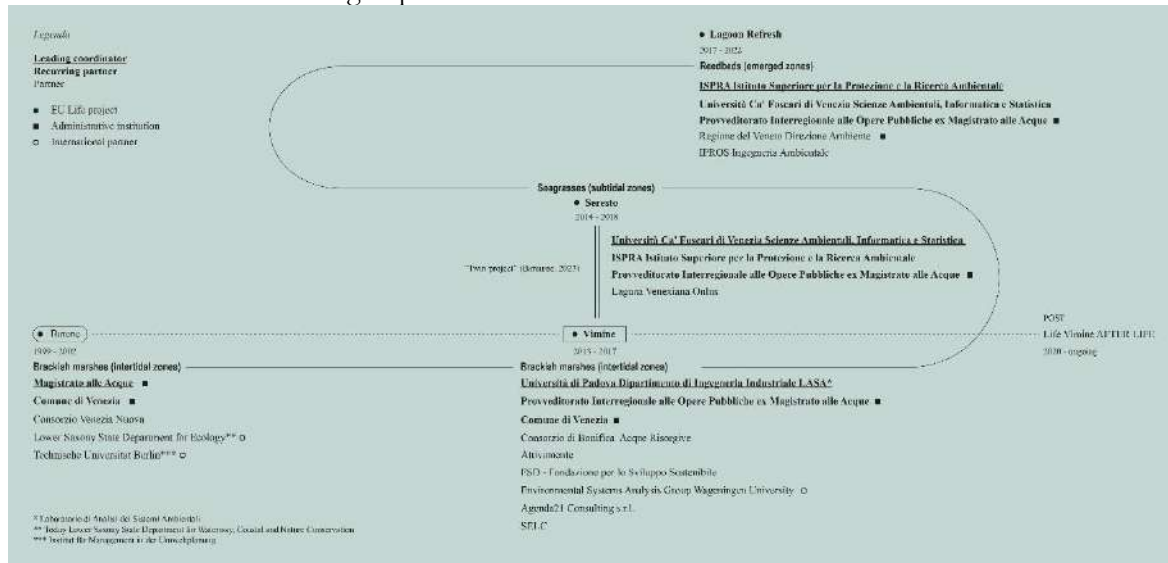 Legenda
Leading coordinator
Recurring partner
Partner
■ EU Life project
■ Administrative institution
○ International partner
● Lagoon Refresh
2017 - 2022
Reedbeds (emerged zones)
ISPRA Istituto Superiore per la Protezione e la Ricerca Ambientale
Università Ca' Foscari di Venezia Scienze Ambientali, Informatica e Statistica
Provveditorato Interregionale alle Opere Pubbliche ex Magistrato alle Acque ■
Regione del Veneto Direzione Ambiente ■
IPROS Ingegneria Ambientale
Seagrasses (subtidal zones)
● Seresto
2014 - 2018
"Twin project" 2023)
Università Ca' Foscari di Venezia Scienze Ambientali, Informatica e Statistica
ISPRA Istituto Superiore per la Protezione e la Ricerca Ambientale
Provveditorato Interregionale alle Opere Pubbliche ex Magistrato alle Acque ■
Laguna Venexiana Onlus
●
1999 - 2002
Brackish marshes (intertidal zones)
Magistrato alle Acque ■
Comune di Venezia ■
Consorzio Venezia Nuova
Lower Saxony State Department for Ecology** ○
Technische Universitat Berlin*** ○
● Vimine
2013 - 2017
Brackish marshes (intertidal zones)
Università di Padova Dipartimento di Ingegneria Industriale LASA*
Provveditorato Interregionale alle Opere Pubbliche ex Magistrato alle Acque ■
Comune di Venezia ■
Consorzio di Bonifica Acque Risorgive
Attivamente
FSD - Fondazione per lo Sviluppo Sostenibile
Environmental Systems Analysis Group Wageningen University ○
Agenda21 Consulting s.r.l.
SELC
POST
Life Vimine AFTER LIFE
2020 - ongoing
* Laboratorio di Analisi dei Sistemi Ambientali
** Today Lower Saxony State Department for Waterway, Coastal and Nature Conservation
*** Institut für Management in der Umweltplanung